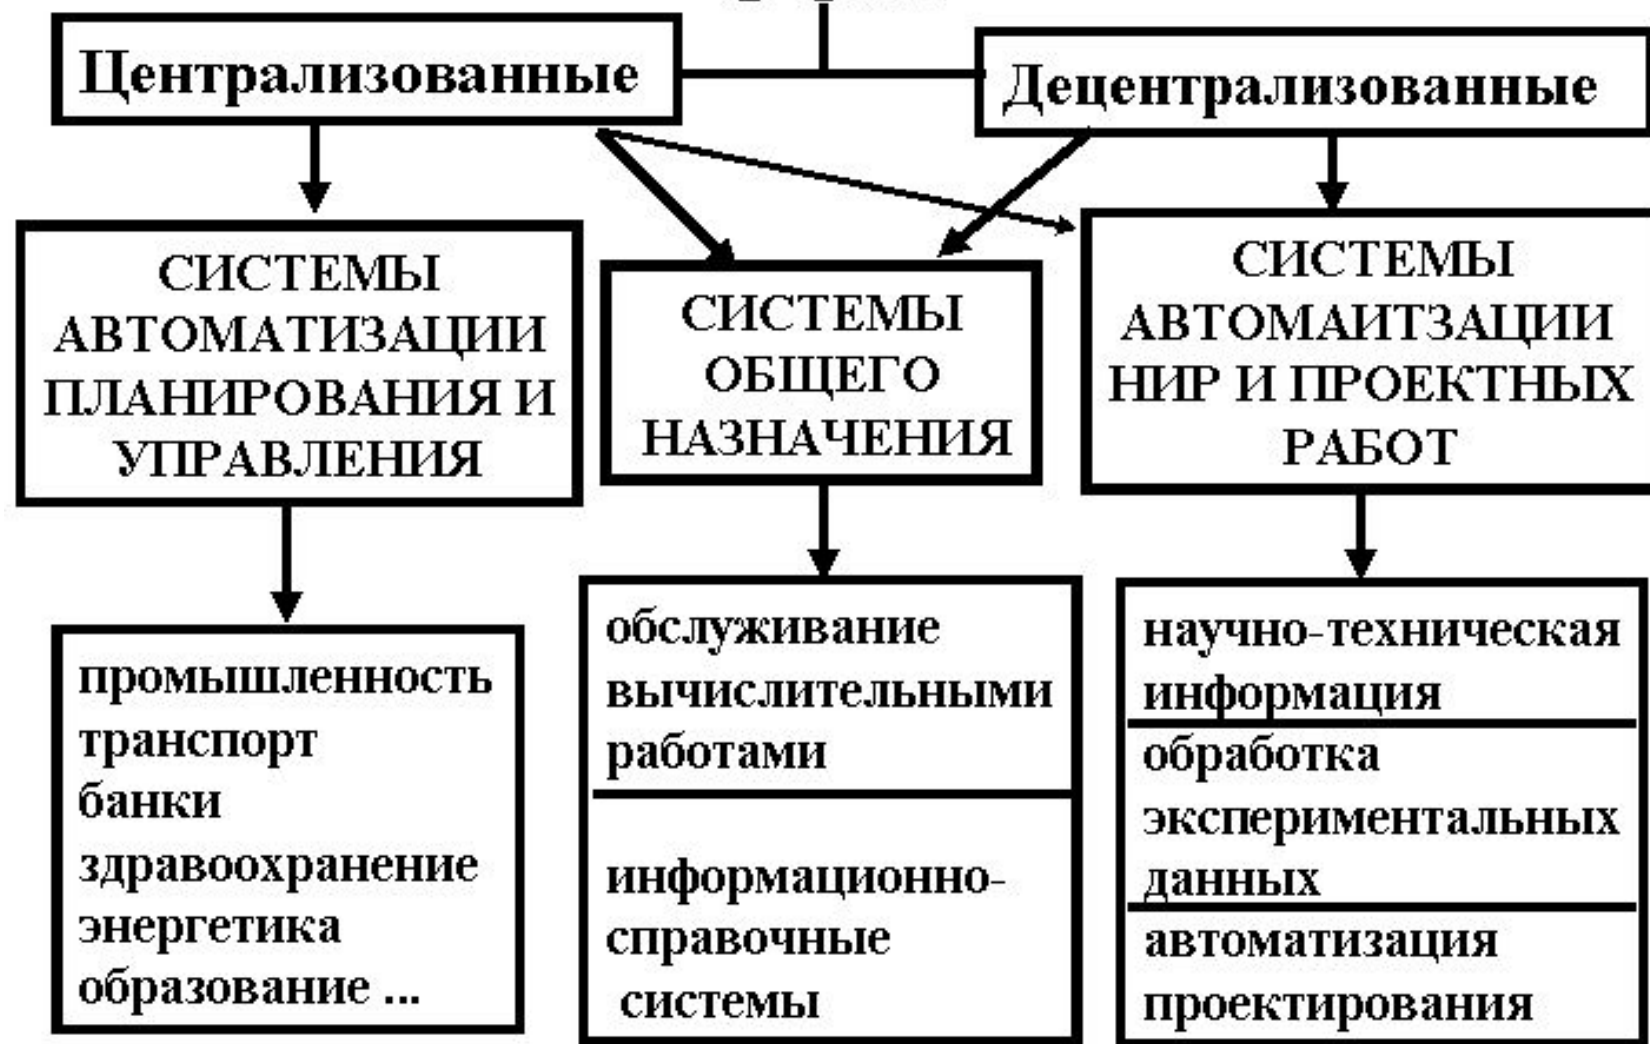 Централизованные
Децентрализованные
СИСТЕМЫ
АВТОМАТИЗАЦИИ
ПЛАНИРОВАНИЯ И
УПРАВЛЕНИЯ
СИСТЕМЫ
ОБЩЕГО
НАЗНАЧЕНИЯ
СИСТЕМЫ
АВТОМАИТЗАЦИИ
НИР И ПРОЕКТНЫХ
РАБОТ
промышленность
транспорт
банки
здравоохранение
энергетика
образование ...
обслуживание
вычислительными
работами
информационно-
справочные
системы
научно-техническая
информация
обработка
экспериментальных
данных
автоматизация
проектирования